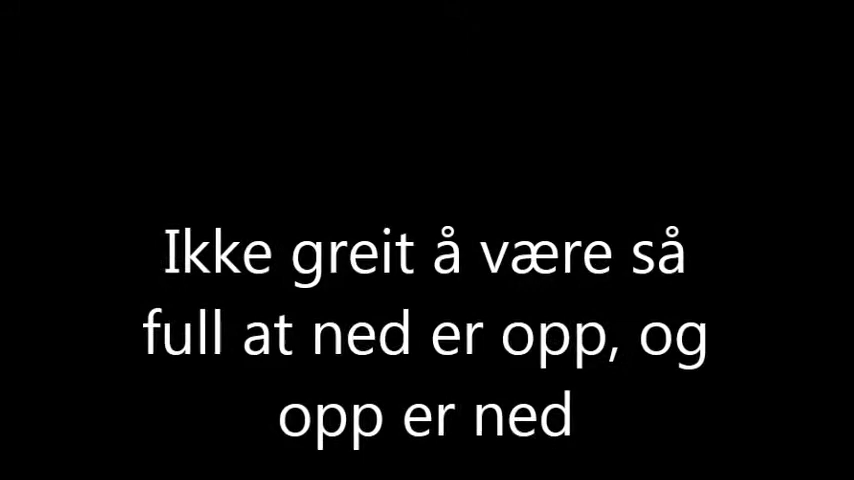 Ikke greit å være så
full at ned er opp, og
opp er ned